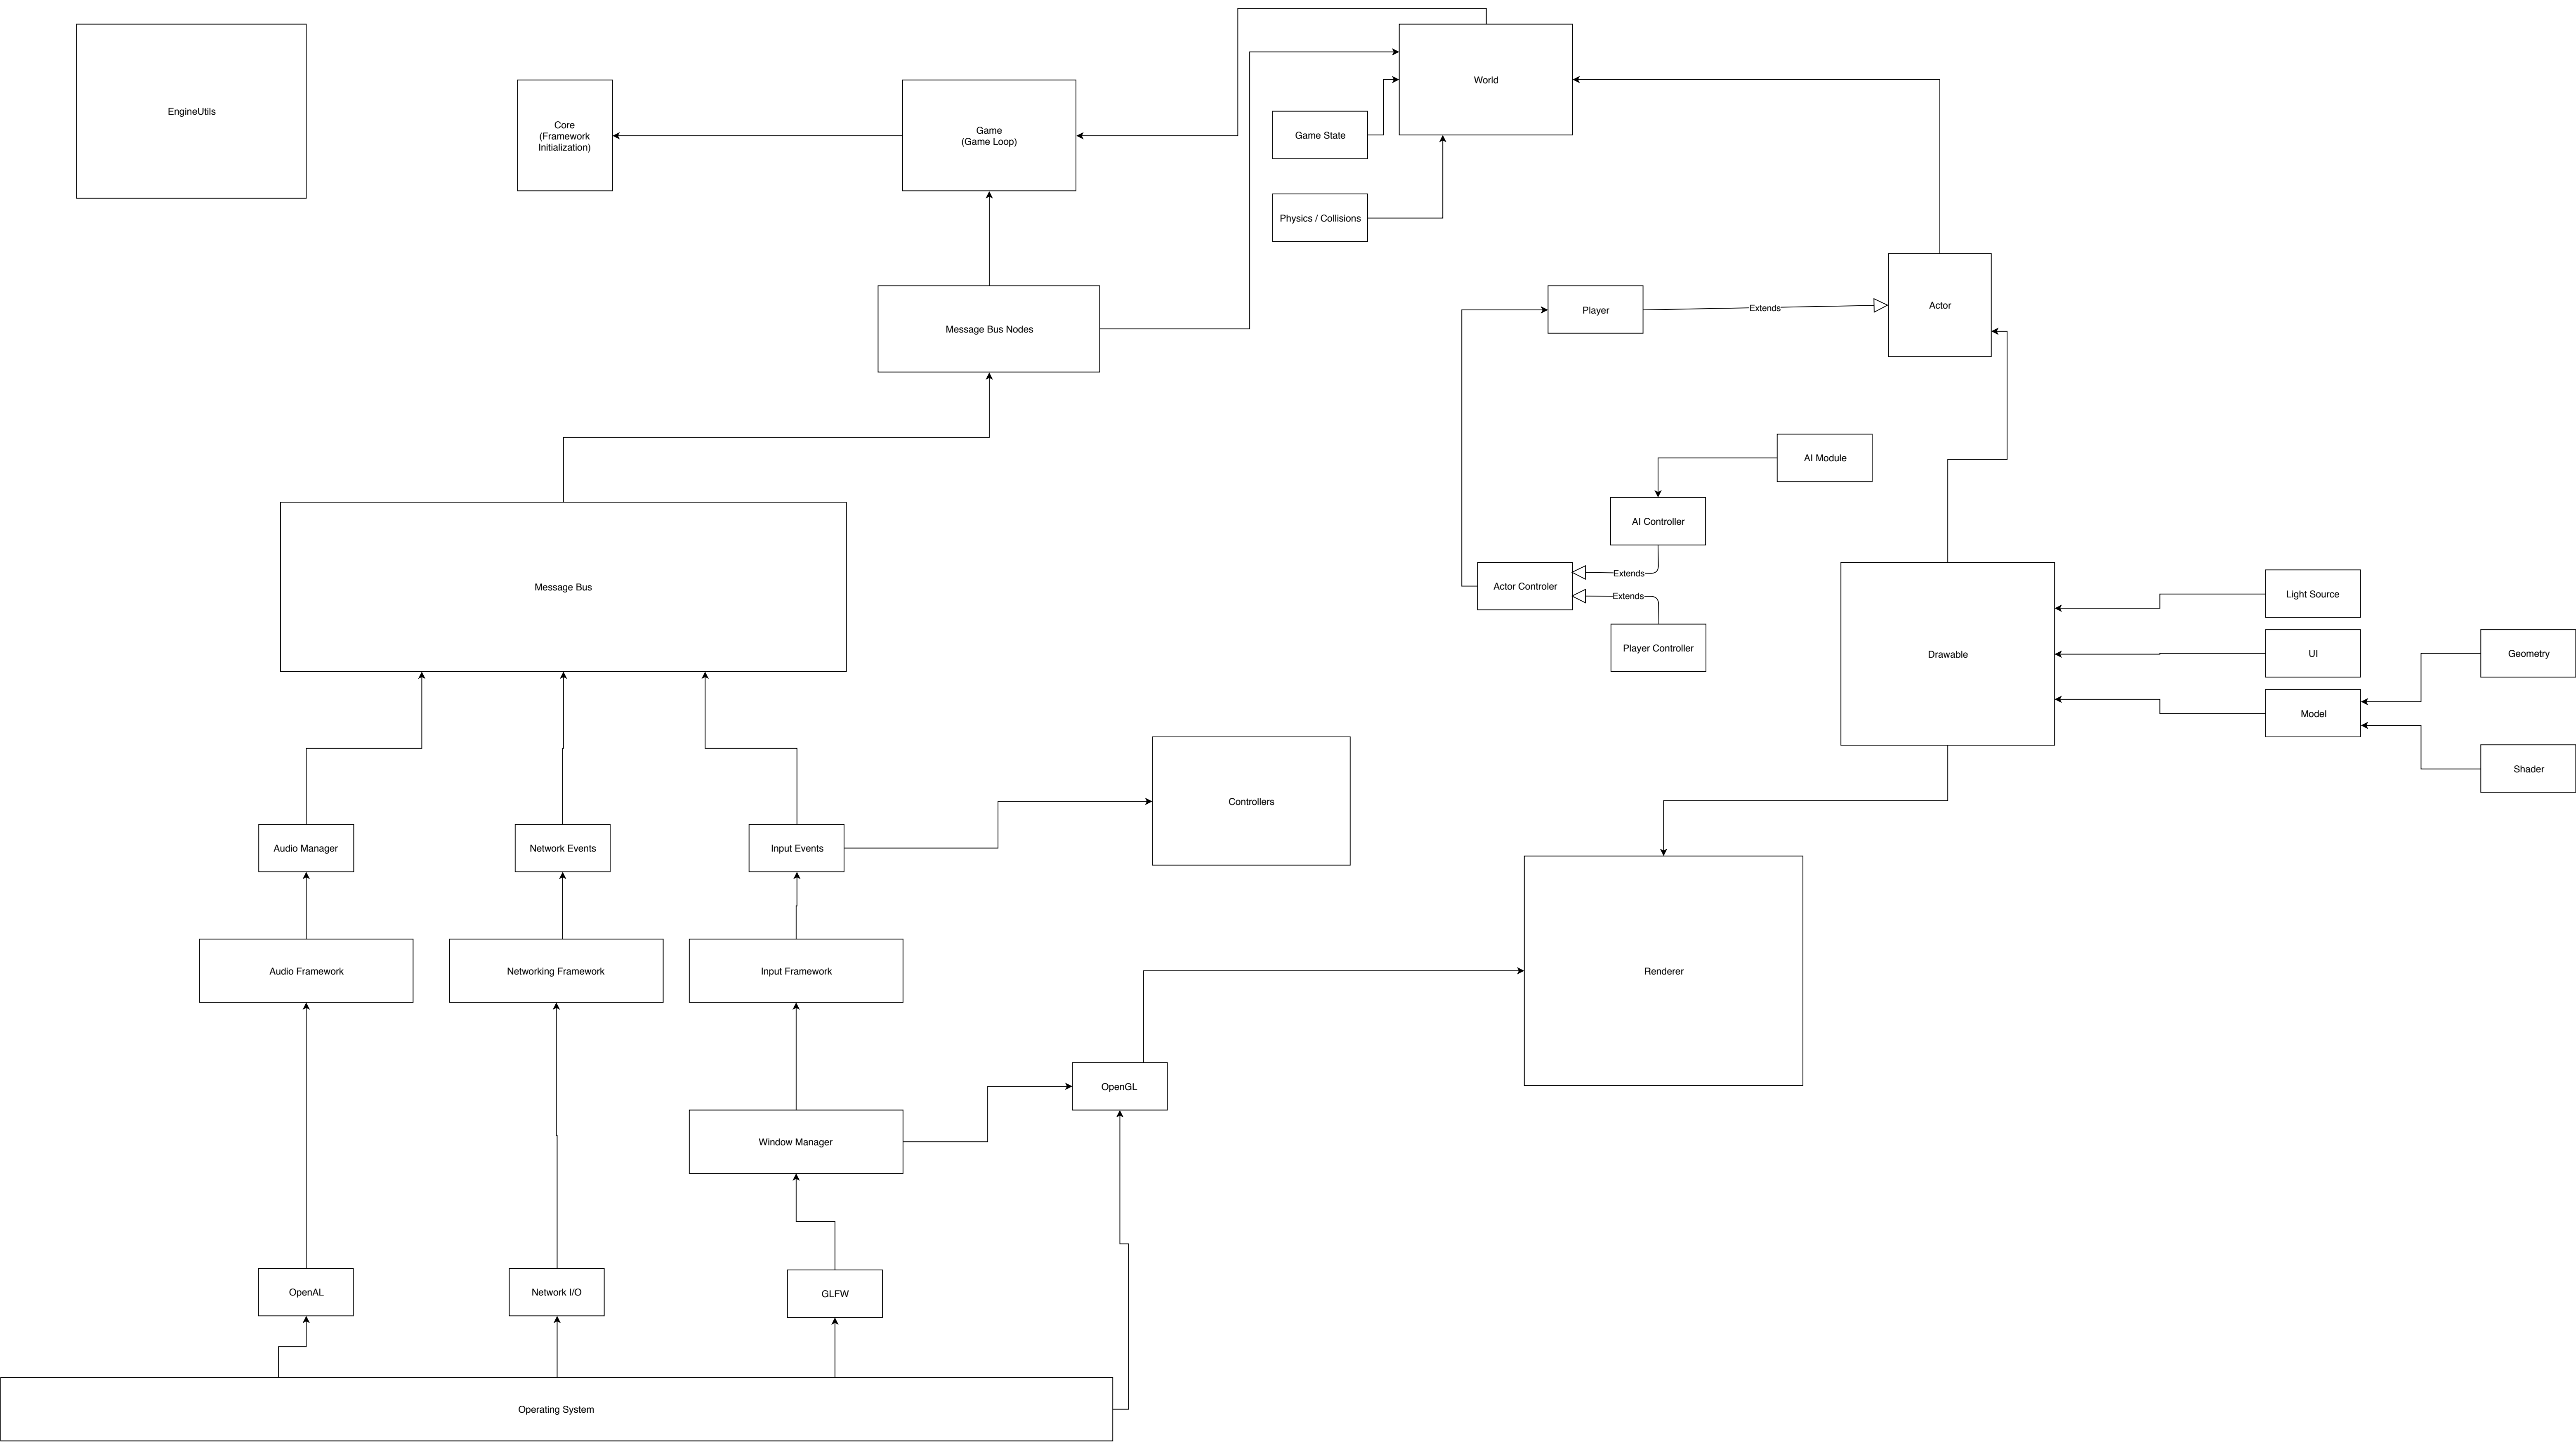 EngineUtils
Core
(Framework
Initialization)
Game
(Game Loop)
World
Game State
Physics / Collisions
Message Bus Nodes
Player
Extends
Actor
AI Module
AI Controller
Extends
Actor Controler
Extends
Player Controller
Message Bus
Drawable
Light Source
UI
Model
Geometry
Shader
Controllers
Audio Manager
Network Events
Input Events
Audio Framework
Networking Framework
Input Framework
Renderer
OpenGL
Window Manager
OpenAL
Network I/O
GLFW
Operating System